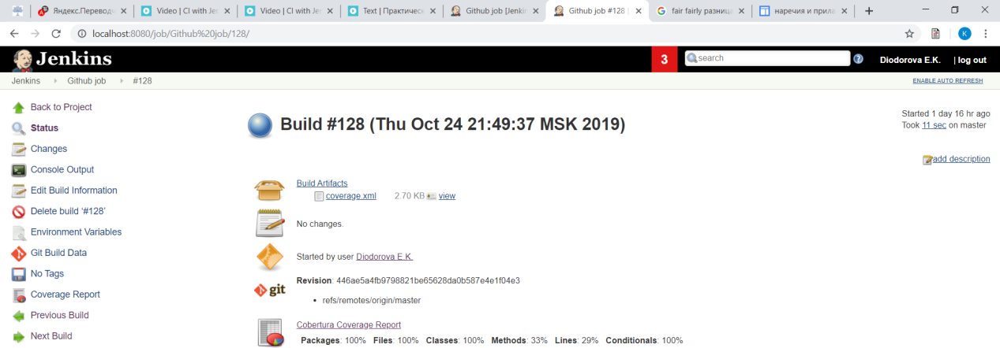 Яндекс.Переводч
Video | CI with Jen
Video | CI with Jen
Text | Практическ
Github job [Jenkin
Github job #128 [
fair fairly разница
наречия и прила
localhost:8080/job/Github%20job/128/
K
Jenkins
3
search
Diodorova E.K.
| log out
Jenkins
Github job
#128
ENABLE AUTO REFRESH
Back to Project
Status
Changes
Console Output
Edit Build Information
Delete build ‘#128’
Environment Variables
Git Build Data
No Tags
Coverage Report
Previous Build
Next Build
Build #128 (Thu Oct 24 21:49:37 MSK 2019)
Started 1 day 16 hr ago
Took 11 sec on master
add description
Build Artifacts
coverage.xml 2.70 KB view
No changes.
Started by user Diodorova E.K.
git
Revision: 446ae5a4fb9798821be65628da0b587e4e1f04e3
• refs/remotes/origin/master
Cobertura Coverage Report
Packages: 100% Files: 100% Classes: 100% Methods: 33% Lines: 29% Conditionals: 100%